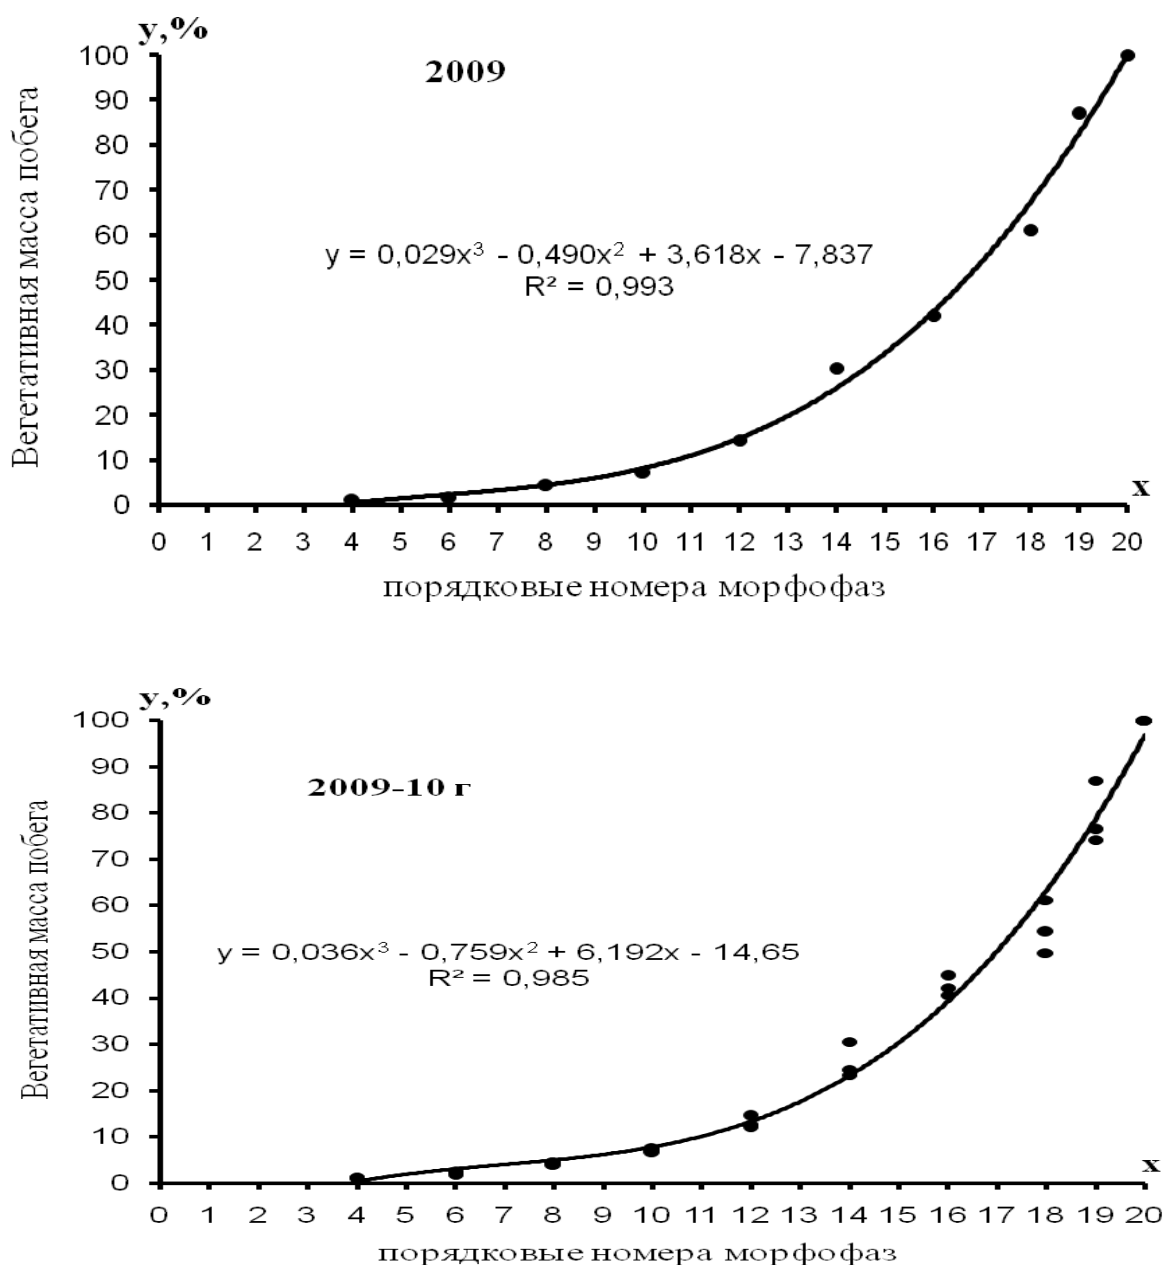 y,%
2009
100
90
80
70
60
50
40
30
20
10
0
Вегетативная масса побега
y = 0,029x³ - 0,490x² + 3,618x - 7,837
R² = 0,993
x
0 1 2 3 4 5 6 7 8 9 10 11 12 13 14 15 16 17 18 19 20
порядковые номера морфофаз
y,%
2009-10 г
100
90
80
70
60
50
40
30
20
10
0
Вегетативная масса побега
y = 0,036x³ - 0,759x² + 6,192x - 14,65
R² = 0,985
x
0 1 2 3 4 5 6 7 8 9 10 11 12 13 14 15 16 17 18 19 20
порядковые номера морфофаз